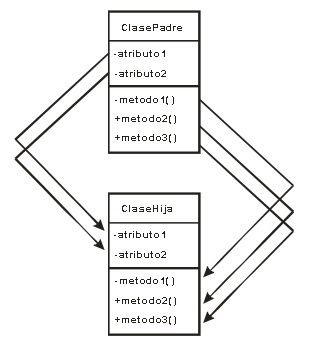 ClasePadre
-atributo1
-atributo2
-metodo1()
+metodo2()
+metodo3()
ClaseHija
-atributo1
-atributo2
-metodo1()
+metodo2()
+metodo3()